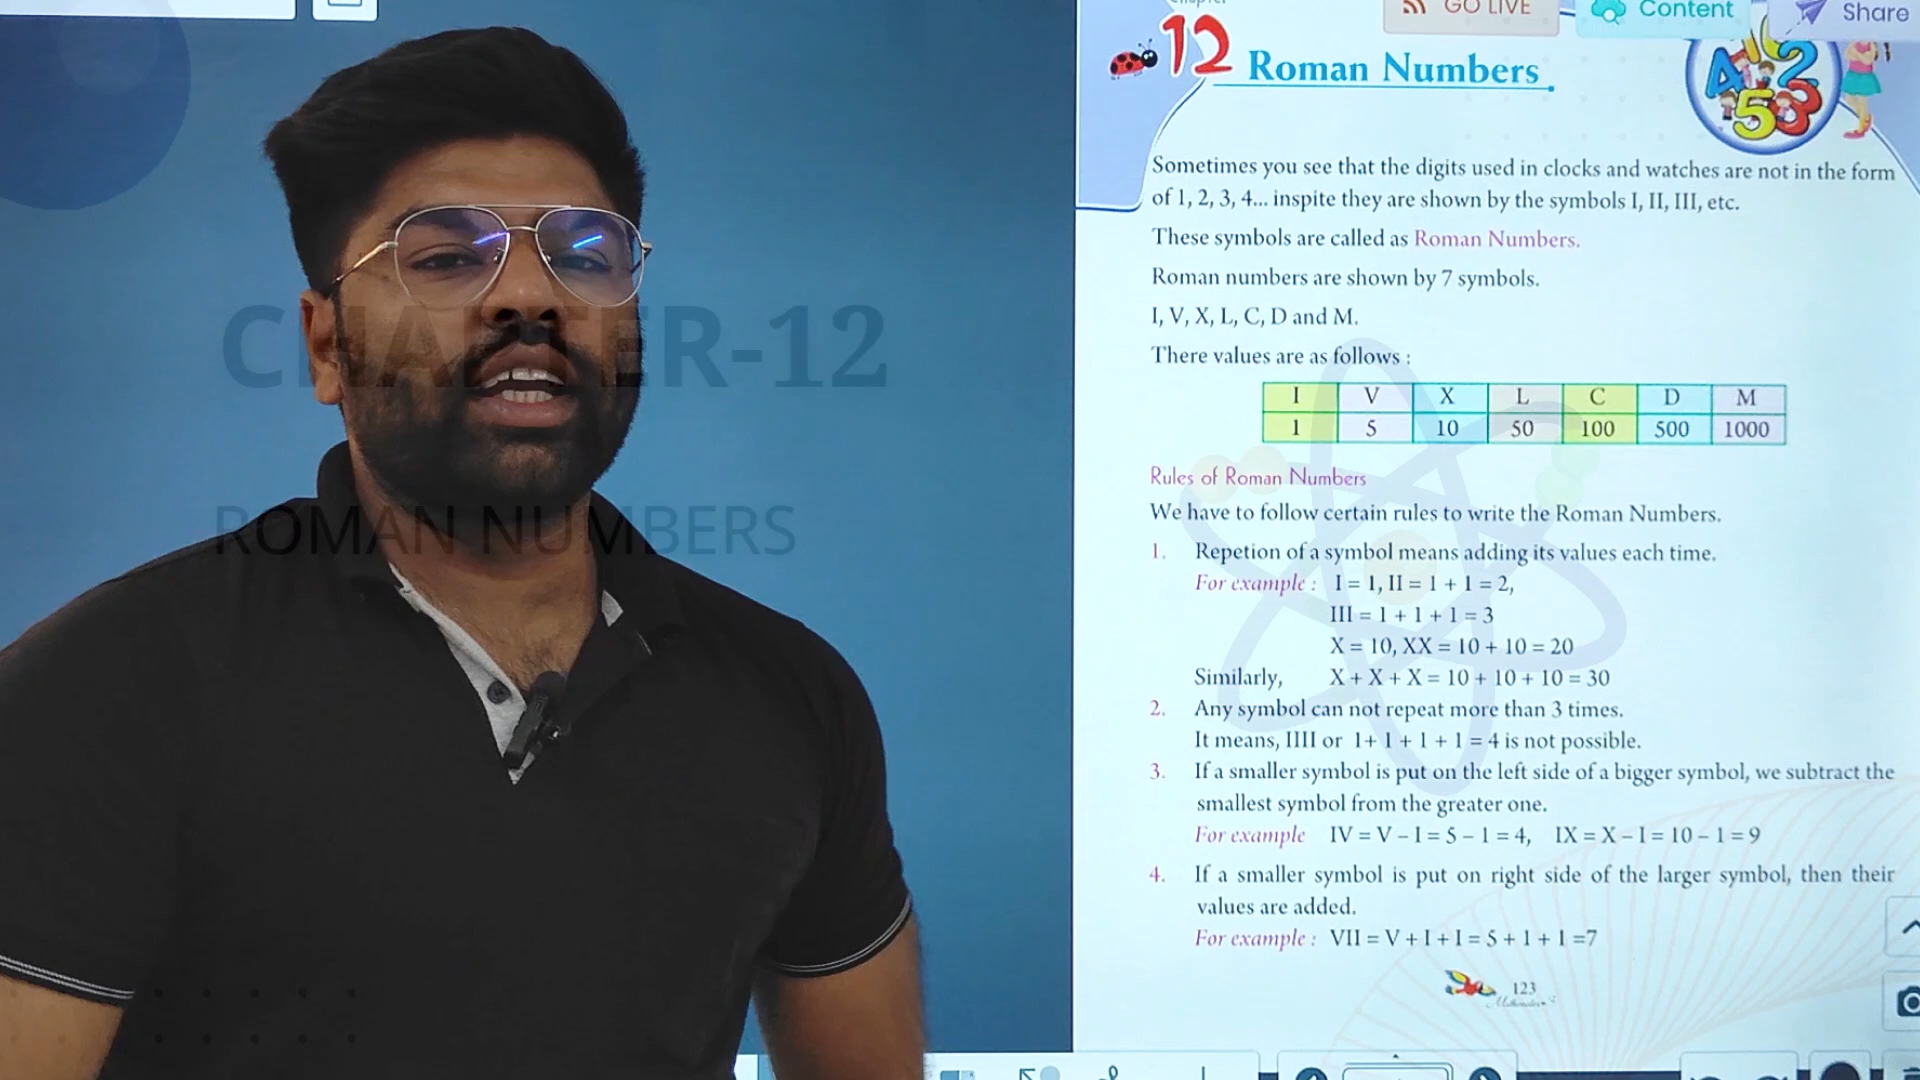 CHAPTER-12
ROMAN NUMBERS
GO LIVE
Content
Share
Chapter
12
Roman Numbers
Sometimes you see that the digits used in clocks and watches are not in the form
of 1, 2, 3, 4... inspite they are shown by the symbols I, II, III, etc.
These symbols are called as Roman Numbers.
Roman numbers are shown by 7 symbols.
I, V, X, L, C, D and M.
There values are as follows :
I V X L C D M
1 5 10 50 100 500 1000
Rules of Roman Numbers
We have to follow certain rules to write the Roman Numbers.
1. Repetion of a symbol means adding its values each time.
For example : I = 1, II = 1 + 1 = 2,
III = 1 + 1 + 1 = 3
X = 10, XX = 10 + 10 = 20
Similarly, X + X + X = 10 + 10 + 10 = 30
2. Any symbol can not repeat more than 3 times.
It means, IIII or 1+ 1 + 1 + 1 = 4 is not possible.
3. If a smaller symbol is put on the left side of a bigger symbol, we subtract the
smallest symbol from the greater one.
For example IV = V – I = 5 – 1 = 4, IX = X – I = 10 – 1 = 9
4. If a smaller symbol is put on right side of the larger symbol, then their
values are added.
For example : VII = V + I + I = 5 + 1 + 1 =7
123